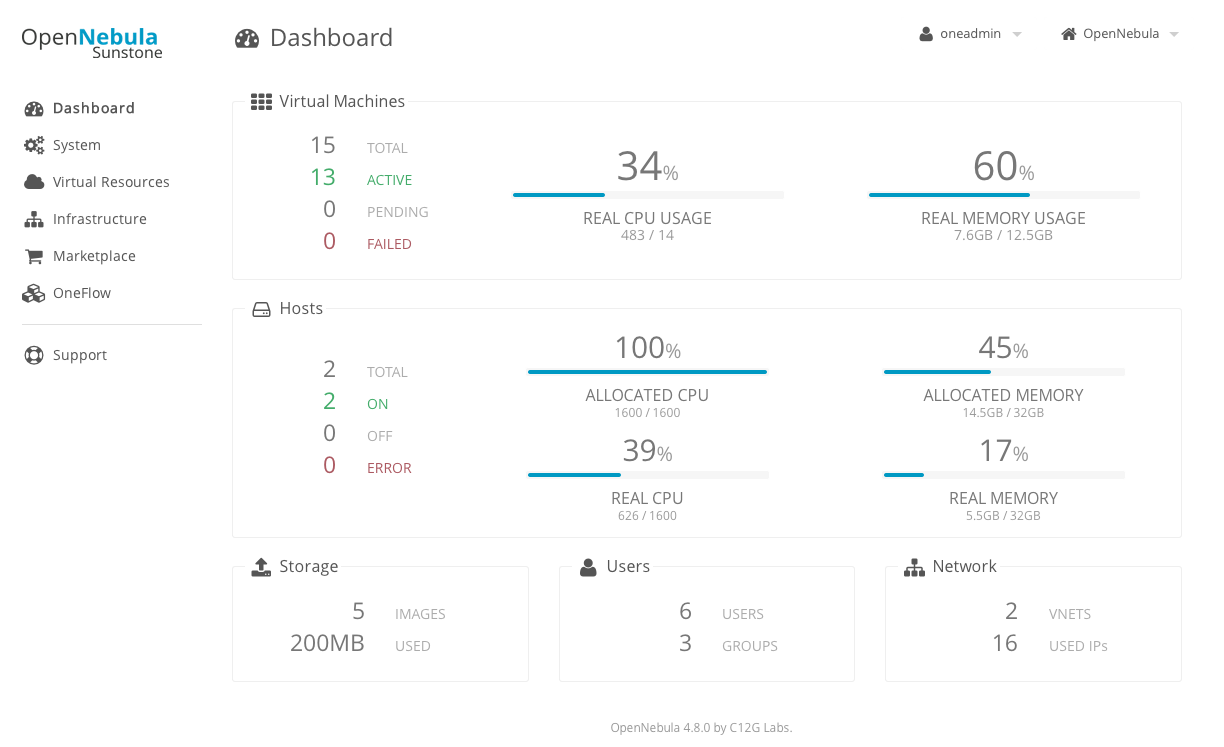 OpenNebula
Sunstone
Dashboard
oneadmin
OpenNebula
Dashboard
System
Virtual Resources
Infrastructure
Marketplace
OneFlow
Support
Virtual Machines
15 TOTAL
13 ACTIVE
0 PENDING
0 FAILED
34%
REAL CPU USAGE
483 / 14
60%
REAL MEMORY USAGE
7.6GB / 12.5GB
Hosts
2 TOTAL
2 ON
0 OFF
0 ERROR
100%
ALLOCATED CPU
1600 / 1600
45%
ALLOCATED MEMORY
14.5GB / 32GB
39%
REAL CPU
626 / 1600
17%
REAL MEMORY
5.5GB / 32GB
Storage
5 IMAGES
200MB USED
Users
6 USERS
3 GROUPS
Network
2 VNETS
16 USED IPs
OpenNebula 4.8.0 by C12G Labs.